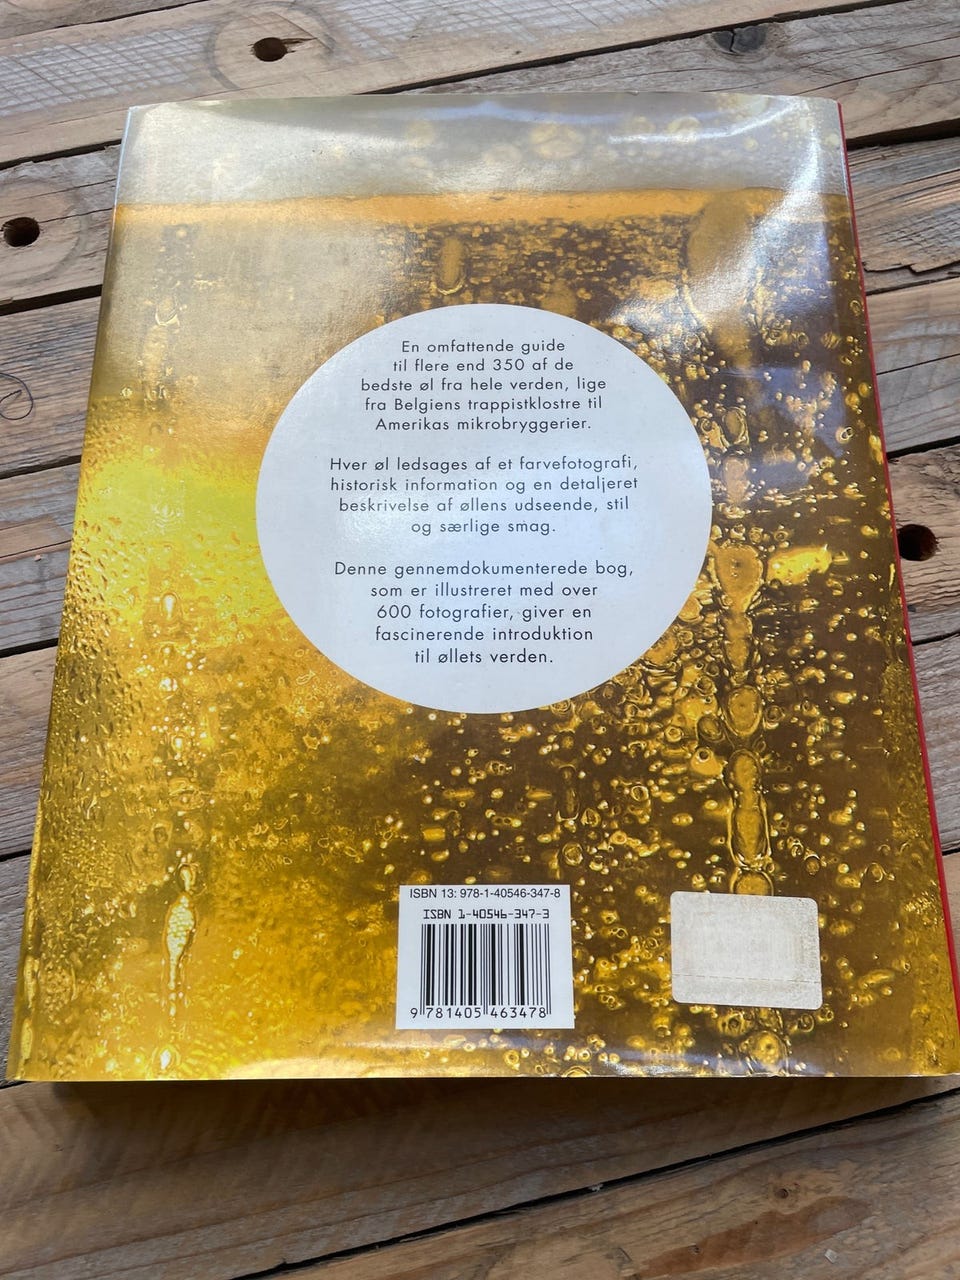 En omfattende guide
til flere end 350 af de
bedste øl fra hele verden, lige
fra Belgiens trappistklostre til
Amerikas mikrobryggerier.
Hver øl ledsages af et farvefotografi,
historisk information og en detaljeret
beskrivelse af øllens udseende, stil
og særlige smag.
Denne gennemdokumenterede bog,
som er illustreret med over
600 fotografier, giver en
fascinerende introduktion
til øllets verden.
ISBN 13: 978-1-40546-347-8
ISBN 1-40546-347-3
9 781405 463478